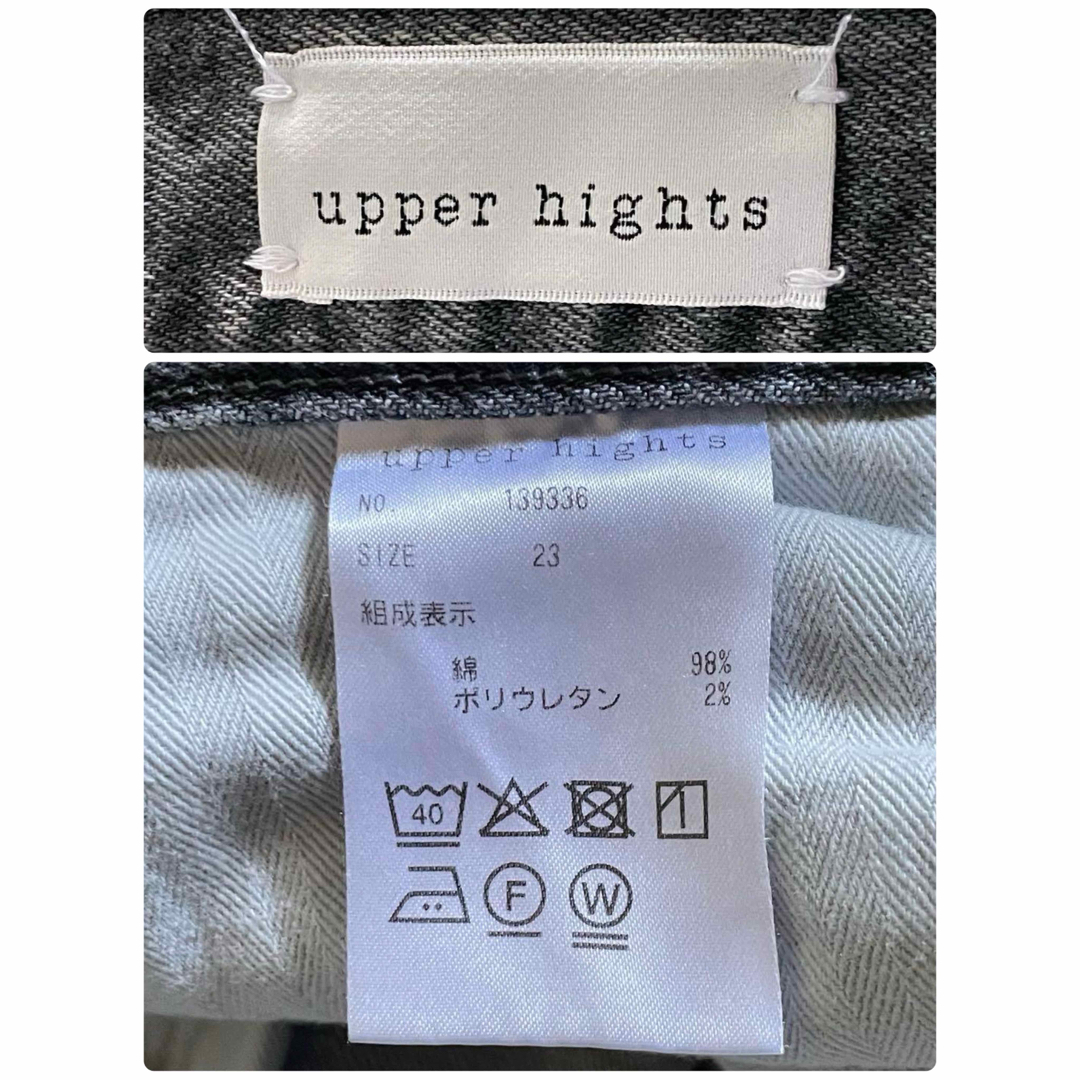 upper hights
upper hights
NO. 139336
SIZE 23
組成表示
綿 98%
ポリウレタン 2%
40
F W